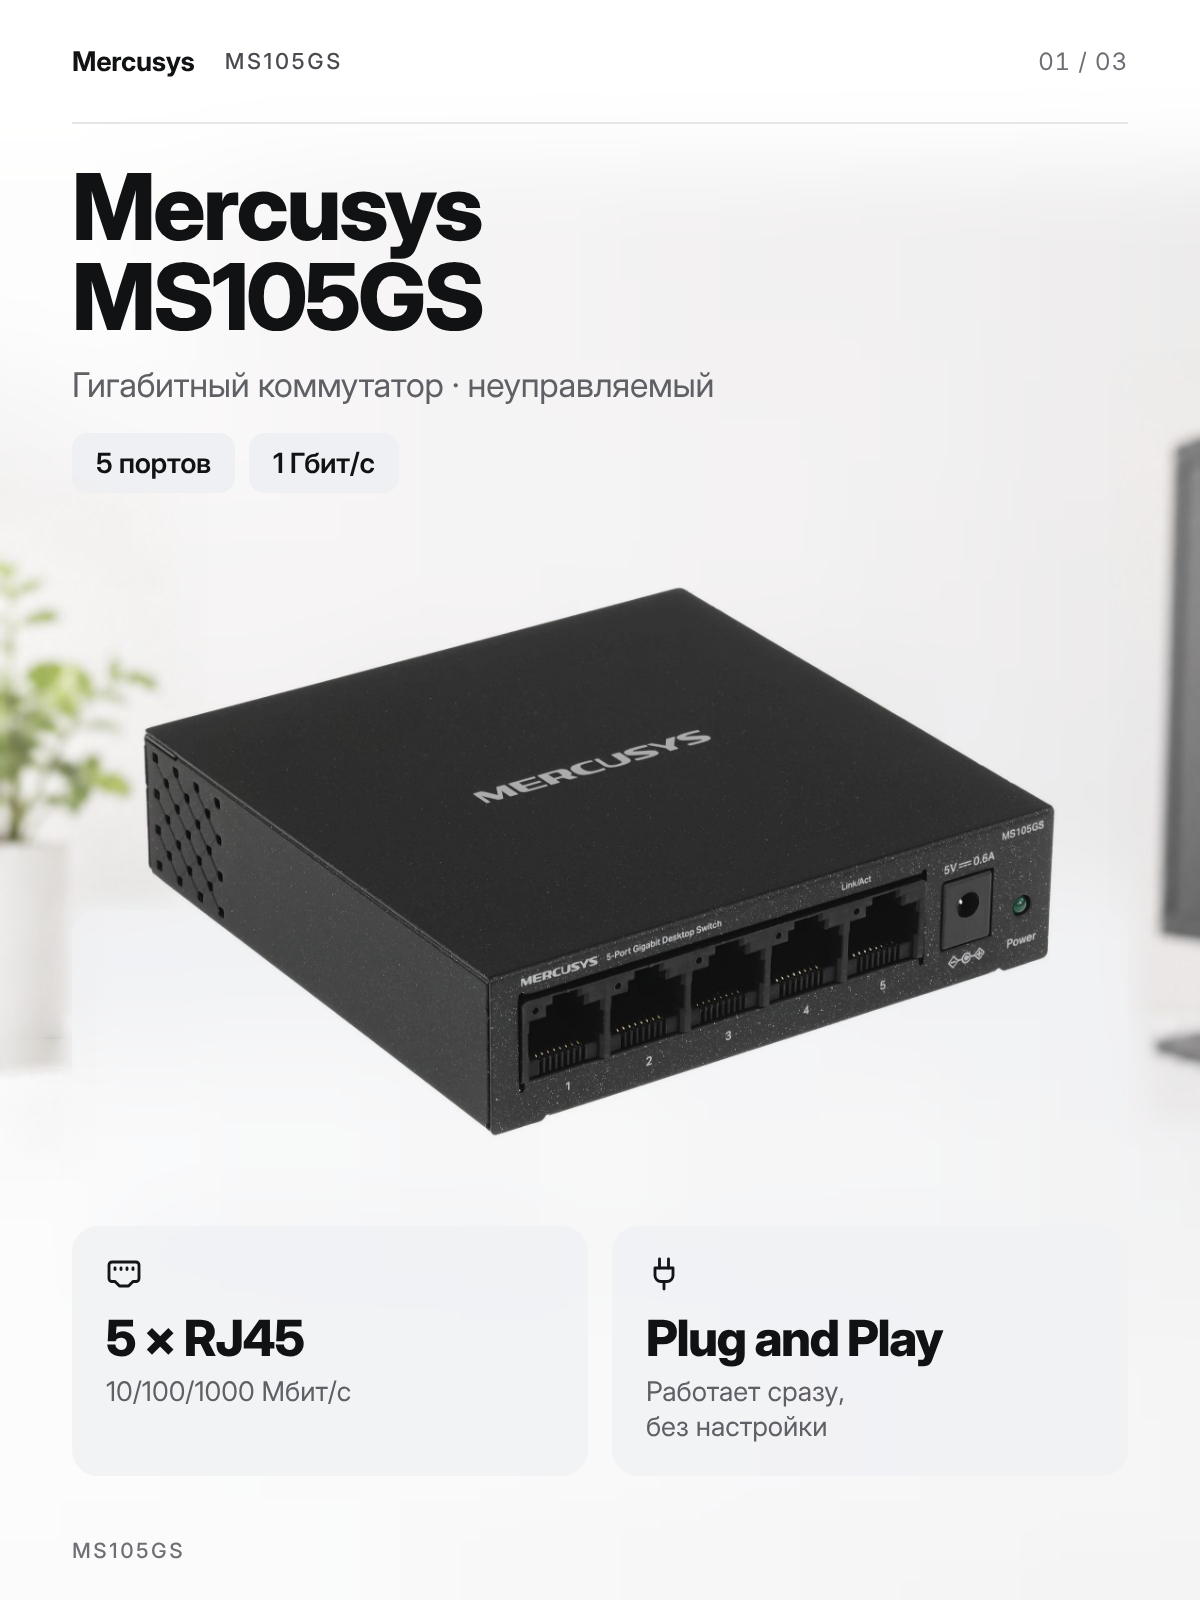 Mercusys MS105GS 01 / 03
Mercusys
MS105GS
Гигабитный коммутатор · неуправляемый
5 портов 1 Гбит/с
MERCUSYS
MS105GS
5V⎓0.6A
Link/Act
MERCUSYS 5-Port Gigabit Desktop Switch
Power
1 2 3 4 5
5 × RJ45
10/100/1000 Мбит/с
Plug and Play
Работает сразу,
без настройки
MS105GS